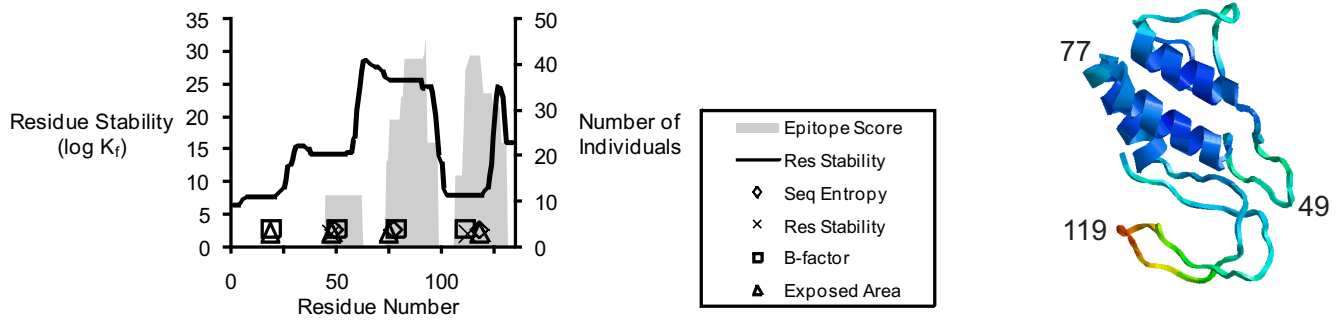 35
30
25
20
15
10
5
0
Residue Stability
(log Kf)
50
40
30
20
10
0
Number of
Individuals
0
50
100
Residue Number
Epitope Score
Res Stability
Seq Entropy
Res Stability
B-factor
Exposed Area
77
49
119